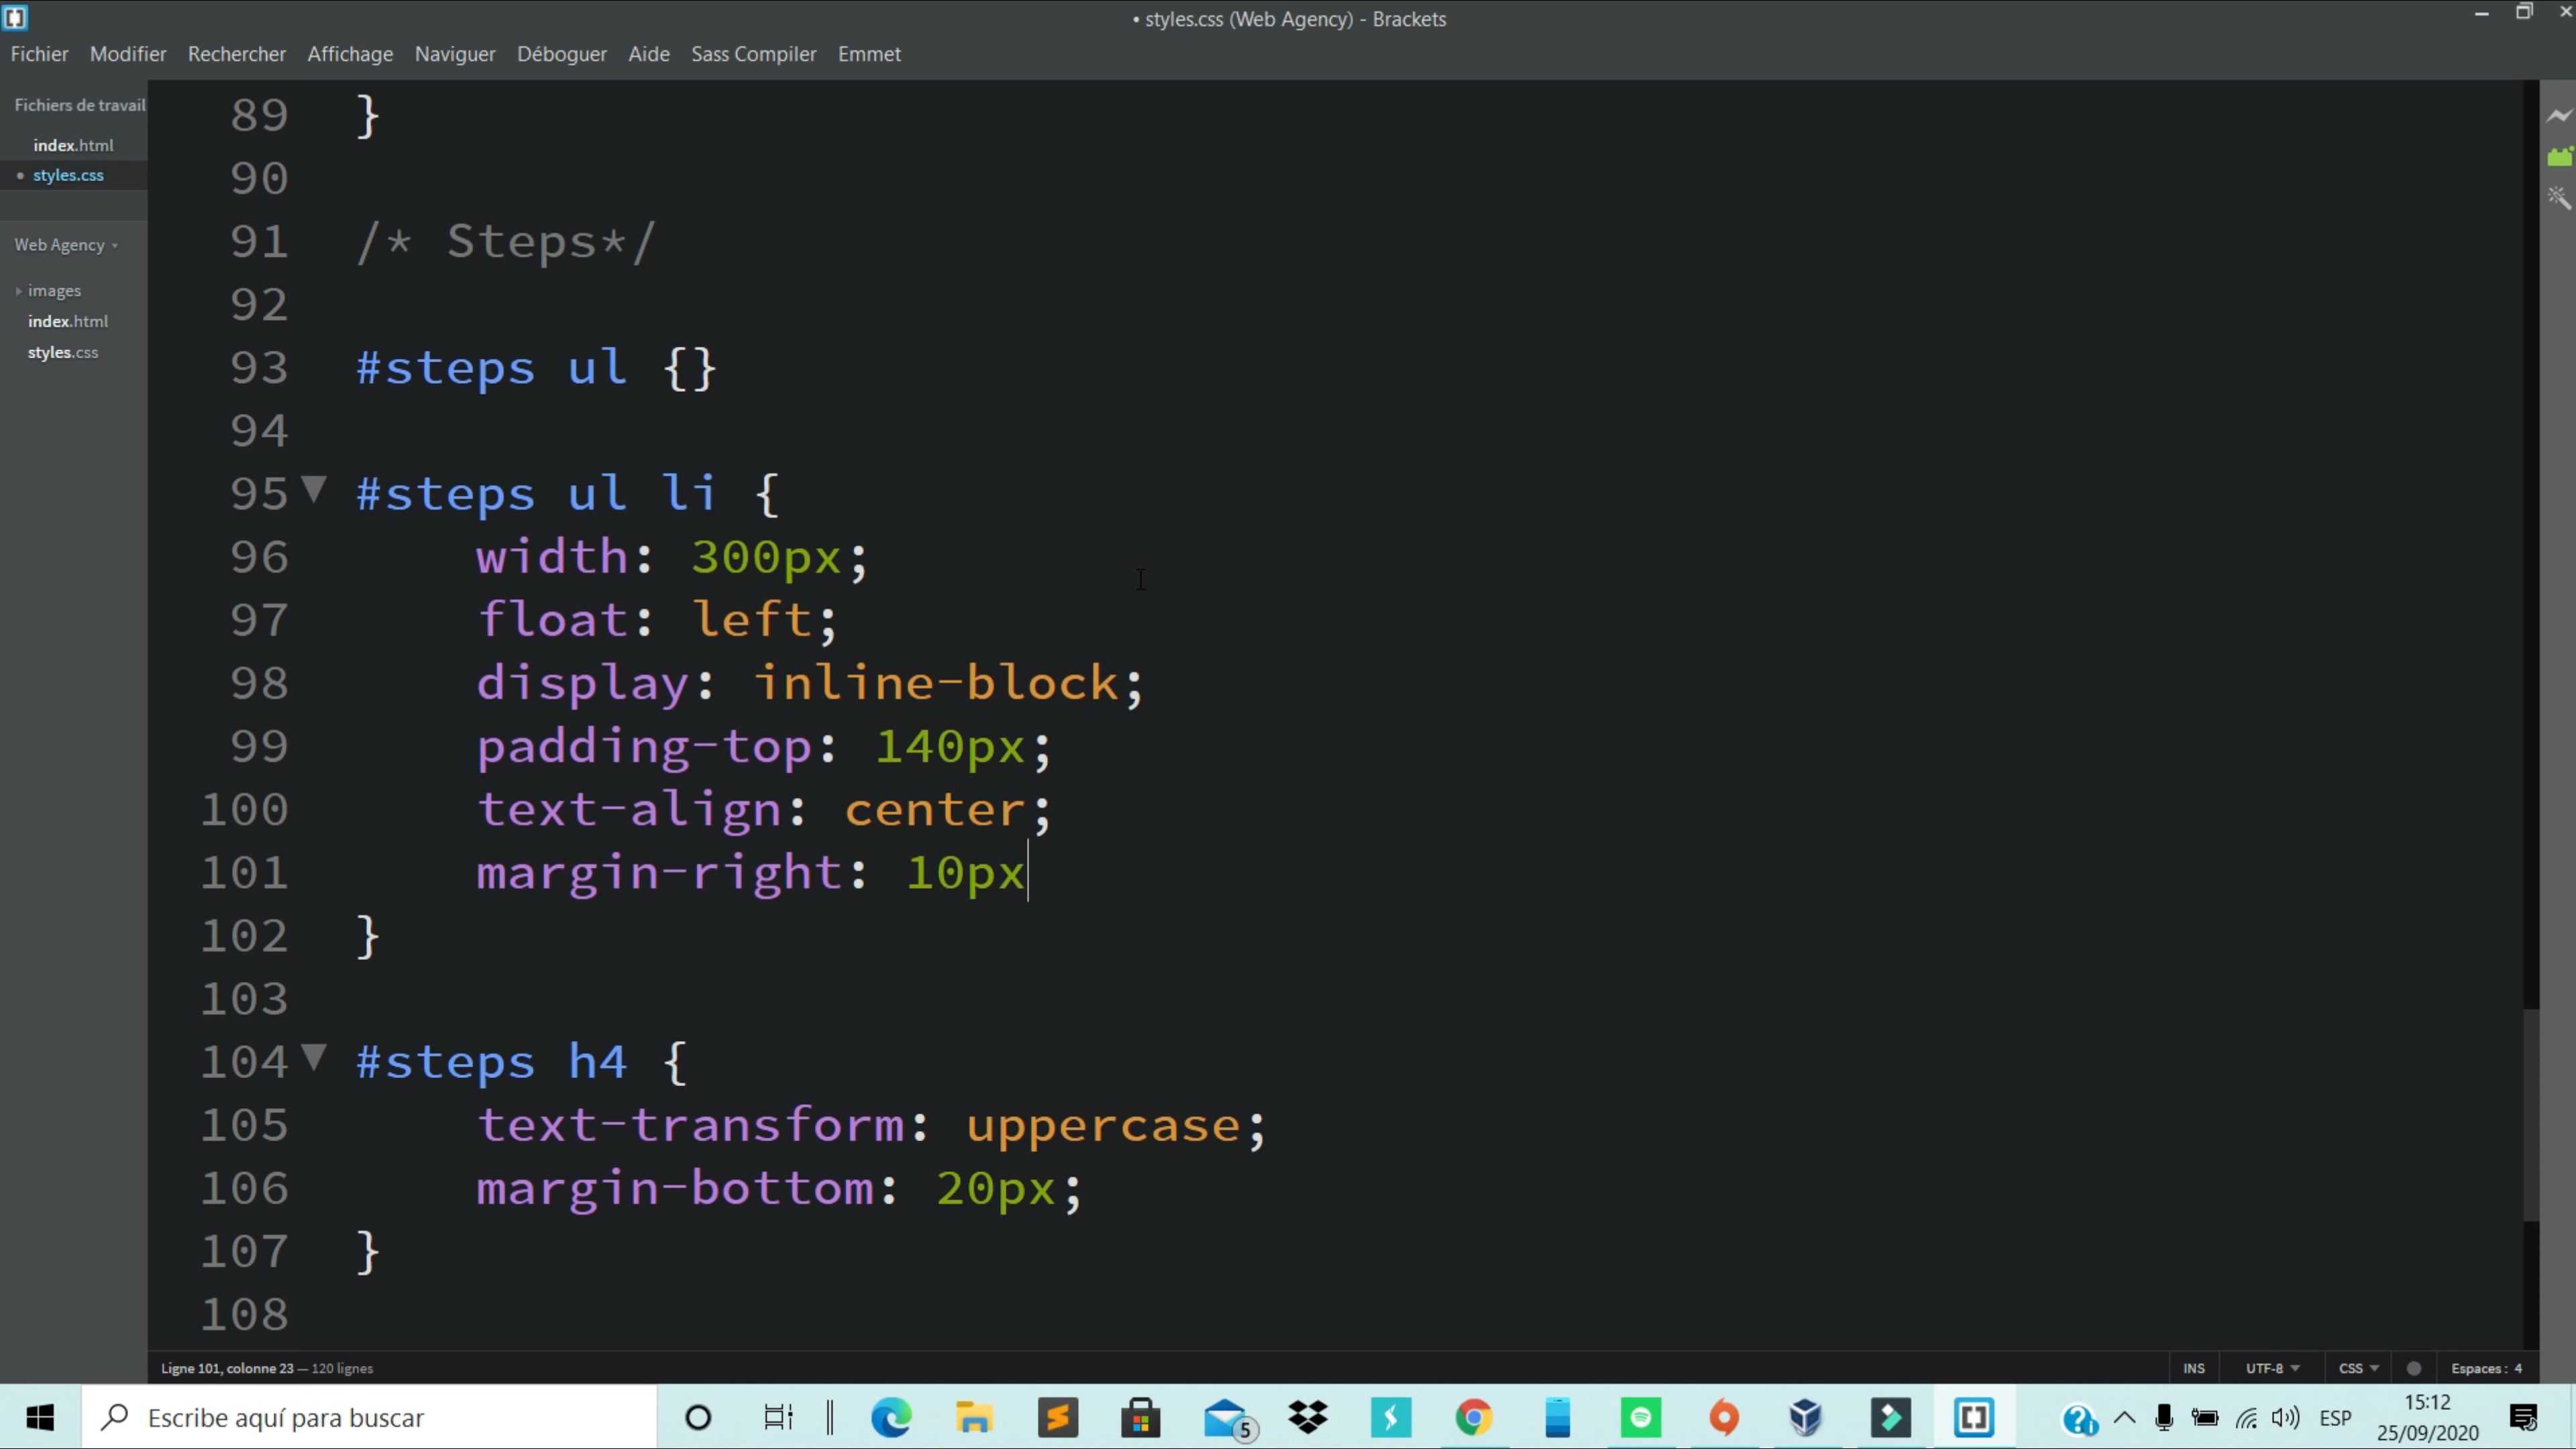 • styles.css (Web Agency) - Brackets
Fichier Modifier Rechercher Affichage Naviguer Déboguer Aide Sass Compiler Emmet
Fichiers de travail
index.html
• styles.css
Web Agency
images
index.html
styles.css
89 }
90
91 /* Steps*/
92
93 #steps ul {}
94
95 #steps ul li {
96 width: 300px;
97 float: left;
98 display: inline-block;
99 padding-top: 140px;
100 text-align: center;
101 margin-right: 10px
102 }
103
104 #steps h4 {
105 text-transform: uppercase;
106 margin-bottom: 20px;
107 }
108
Ligne 101, colonne 23 — 120 lignes
INS UTF-8 CSS Espaces : 4
Escribe aquí para buscar
5
ESP
15:12
25/09/2020